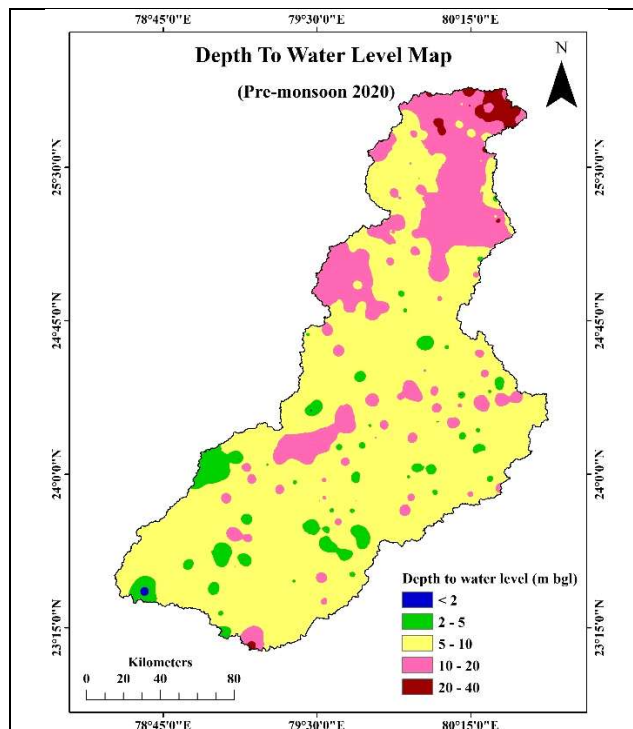 78°45'0"E 79°30'0"E 80°15'0"E
Depth To Water Level Map
(Pre-monsoon 2020)
N
25°30'0"N 25°30'0"N
24°45'0"N 24°45'0"N
24°0'0"N 24°0'0"N
23°15'0"N 23°15'0"N
Depth to water level (m bgl)
< 2
2 - 5
5 - 10
10 - 20
20 - 40
Kilometers
0 20 40 80
78°45'0"E 79°30'0"E 80°15'0"E